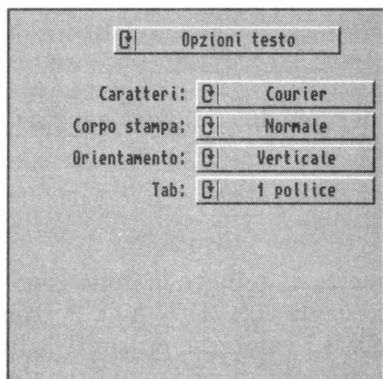 Opzioni testo
Caratteri: Courier
Corpo stampa: Normale
Orientamento: Verticale
Tab: 1 pollice